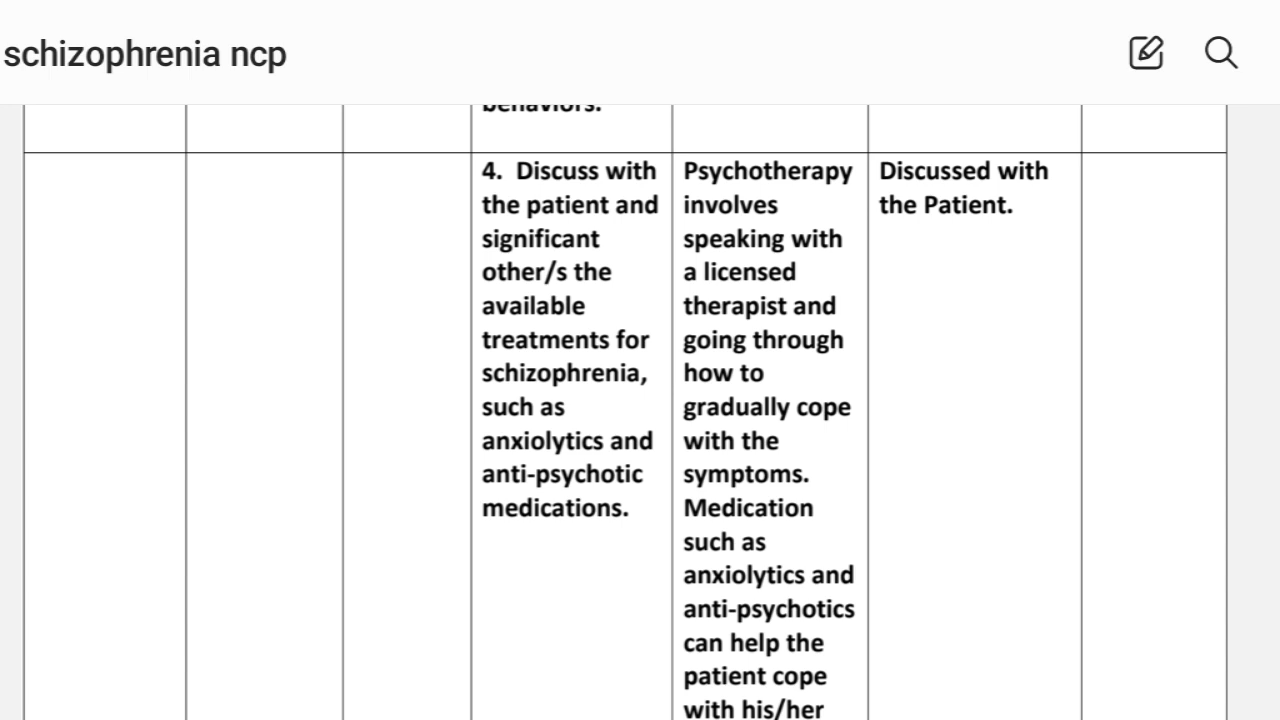 schizophrenia ncp
behaviors.
4. Discuss with
the patient and
significant
other/s the
available
treatments for
schizophrenia,
such as
anxiolytics and
anti-psychotic
medications.
Psychotherapy
involves
speaking with
a licensed
therapist and
going through
how to
gradually cope
with the
symptoms.
Medication
such as
anxiolytics and
anti-psychotics
can help the
patient cope
with his/her
Discussed with
the Patient.